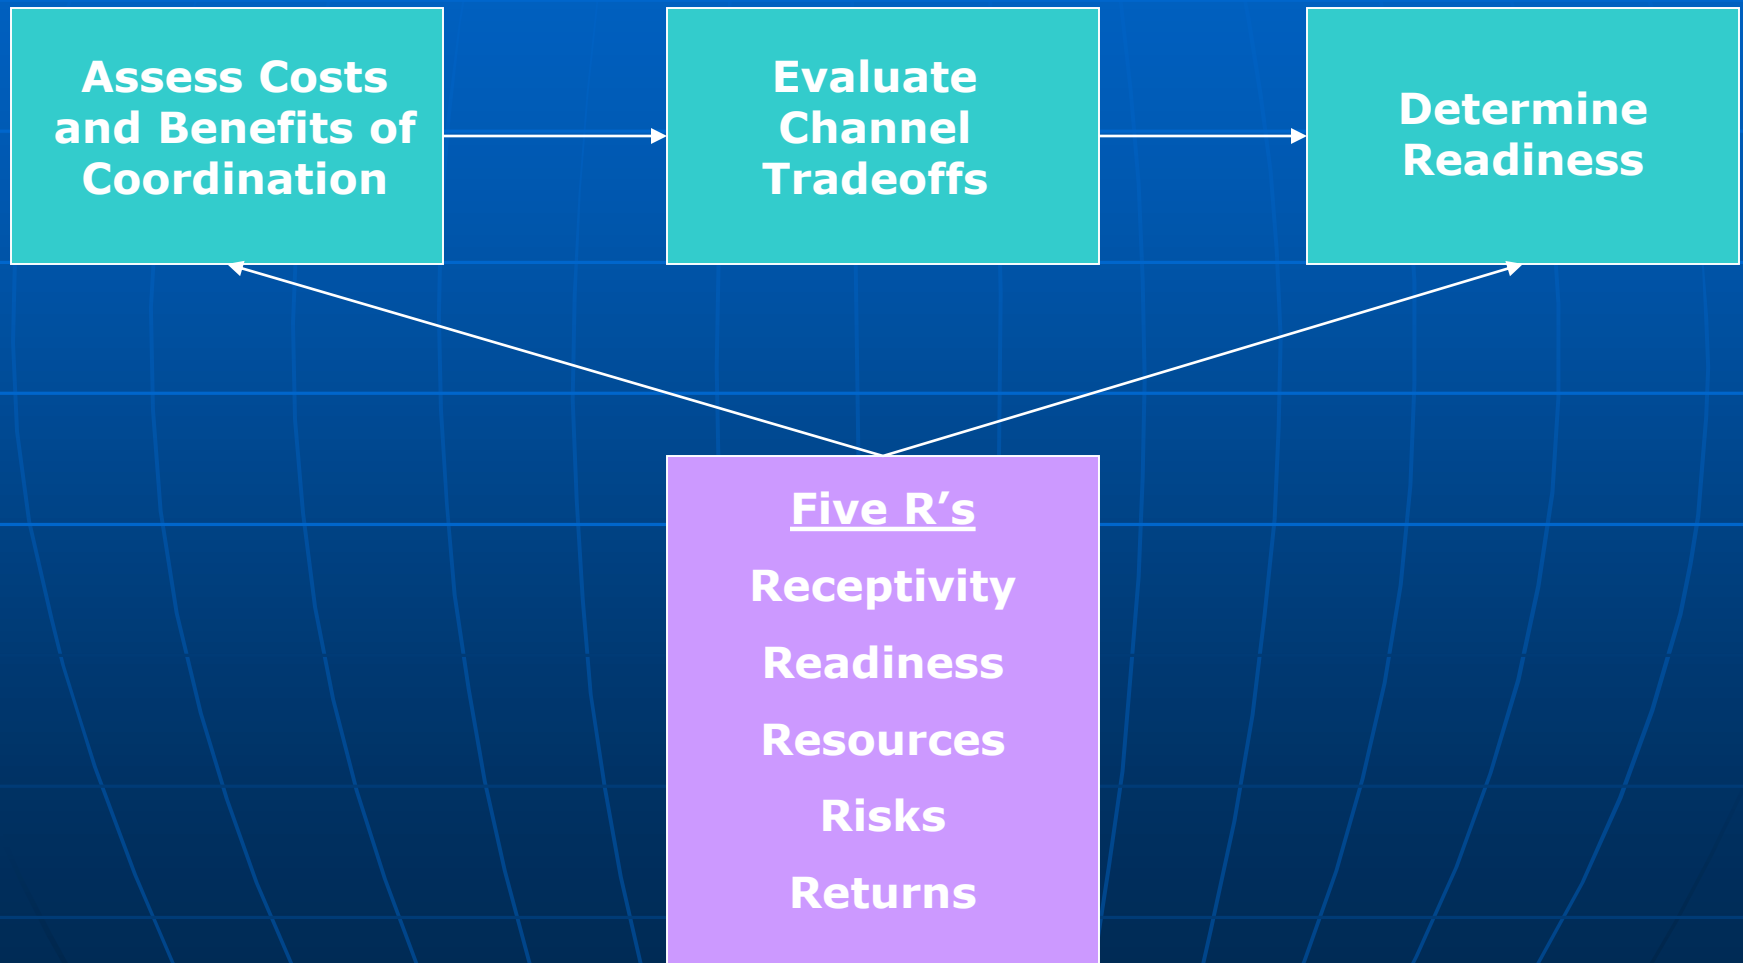 Assess Costs
and Benefits of
Coordination
Evaluate
Channel
Tradeoffs
Determine
Readiness
Five R’s
Receptivity
Readiness
Resources
Risks
Returns